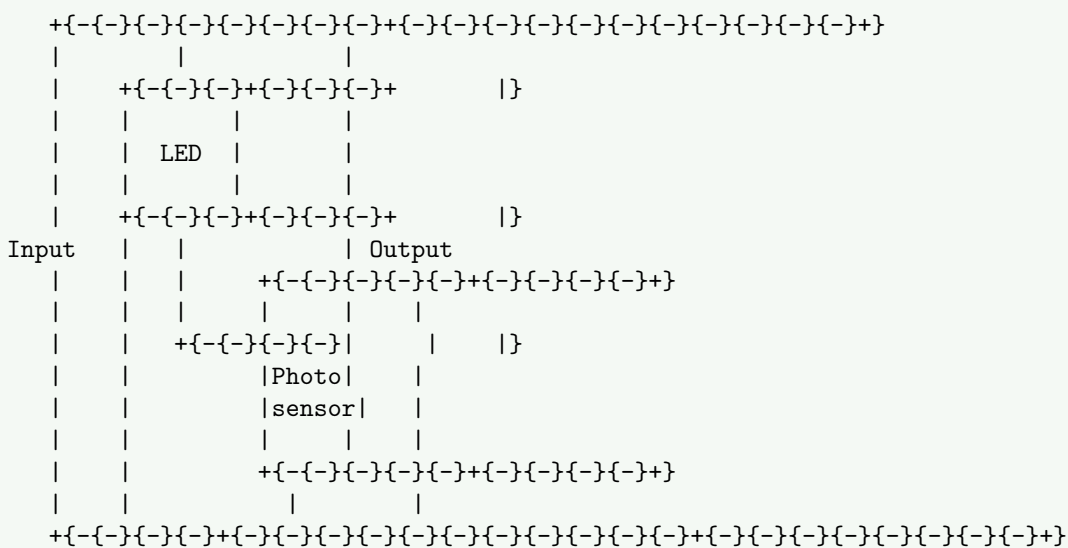 +{-{-}{-}{-}{-}{-}{-}{-}+{-}{-}{-}{-}{-}{-}{-}{-}{-}{-}{-}+}
| | |
| +{-{-}{-}+{-}{-}{-}+ |}
| | | |
| | LED | |
| | | |
| +{-{-}{-}+{-}{-}{-}+ |}
Input | | | Output
| | | +{-{-}{-}{-}{-}+{-}{-}{-}{-}+}
| | | | | |
| | +{-{-}{-}{-}| | |}
| | |Photo| |
| | |sensor| |
| | | | |
| | +{-{-}{-}{-}{-}+{-}{-}{-}{-}+}
| | | |
+{-{-}{-}{-}+{-}{-}{-}{-}{-}{-}{-}{-}{-}{-}{-}+{-}{-}{-}{-}{-}{-}{-}+}